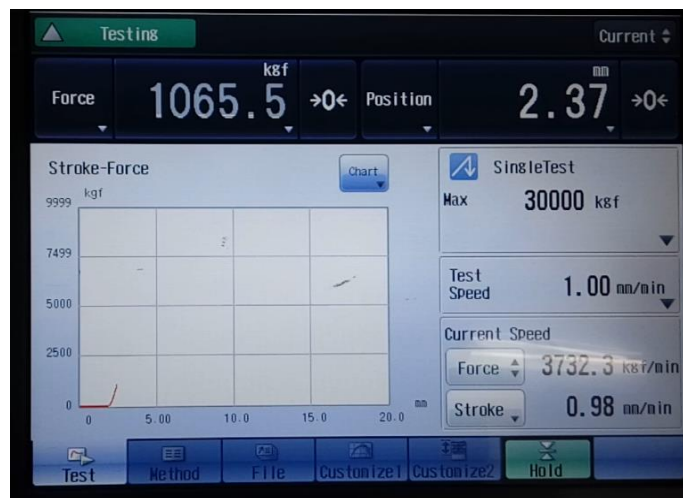 Testing
Current
Force 1065.5 kgf →0← Position 2.37 mm →0←
Stroke-Force Chart
kgf
9999
7499
5000
2500
0
0 5.00 10.0 15.0 20.0 mm
SingleTest
Max 30000 kgf
Test Speed 1.00 mm/min
Current Speed
Force 3732.3 kgf/min
Stroke 0.98 mm/min
Test Method File Customize1 Customize2 Hold